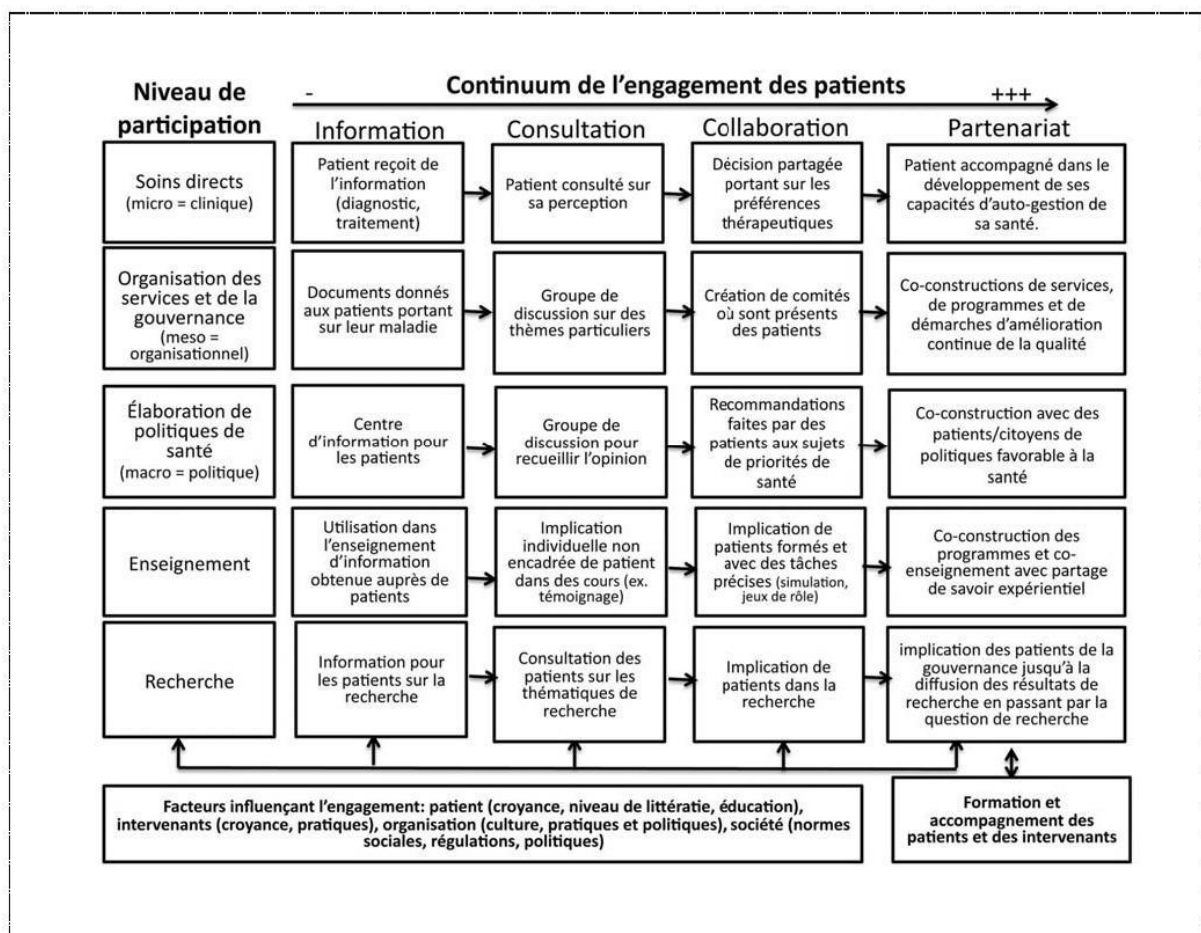 Niveau de
participation
Continuum de l’engagement des patients
-
+++
Information
Consultation
Collaboration
Partenariat
Soins directs
(micro = clinique)
Patient reçoit de
l’information
(diagnostic,
traitement)
Patient consulté sur
sa perception
Décision partagée
portant sur les
préférences
thérapeutiques
Patient accompagné dans le
développement de ses
capacités d’auto-gestion de
sa santé.
Organisation des
services et de la
gouvernance
(meso =
organisationnel)
Documents donnés
aux patients portant
sur leur maladie
Groupe de
discussion sur des
thèmes particuliers
Création de comités
où sont présents
des patients
Co-constructions de services,
de programmes et de
démarches d’amélioration
continue de la qualité
Élaboration de
politiques de
santé
(macro = politique)
Centre
d’information pour
les patients
Groupe de
discussion pour
recueillir l’opinion
Recommandations
faites par des
patients aux sujets
de priorités de
santé
Co-construction avec des
patients/citoyens de
politiques favorable à la
santé
Enseignement
Utilisation dans
l’enseignement
d’information
obtenue auprès de
patients
Implication
individuelle non
encadrée de patient
dans des cours (ex.
témoignage)
Implication de
patients formés et
avec des tâches
précises (simulation,
jeux de rôle)
Co-construction des
programmes et co-
enseignement avec partage
de savoir expérientiel
Recherche
Information pour
les patients sur la
recherche
Consultation des
patients sur les
thématiques de
recherche
Implication de
patients dans la
recherche
implication des patients de la
gouvernance jusqu’à la
diffusion des résultats de
recherche en passant par la
question de recherche
Facteurs influençant l’engagement: patient (croyance, niveau de littératie, éducation),
intervenants (croyance, pratiques), organisation (culture, pratiques et politiques), société (normes
sociales, régulations, politiques)
Formation et
accompagnement des
patients et des intervenants